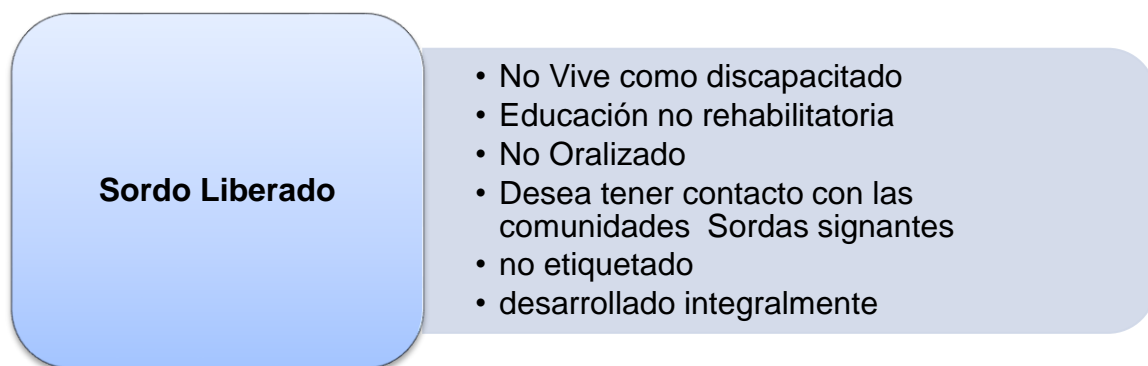 Sordo Liberado
• No Vive como discapacitado
• Educación no rehabilitatoria
• No Oralizado
• Desea tener contacto con las
comunidades Sordas signantes
• no etiquetado
• desarrollado integralmente